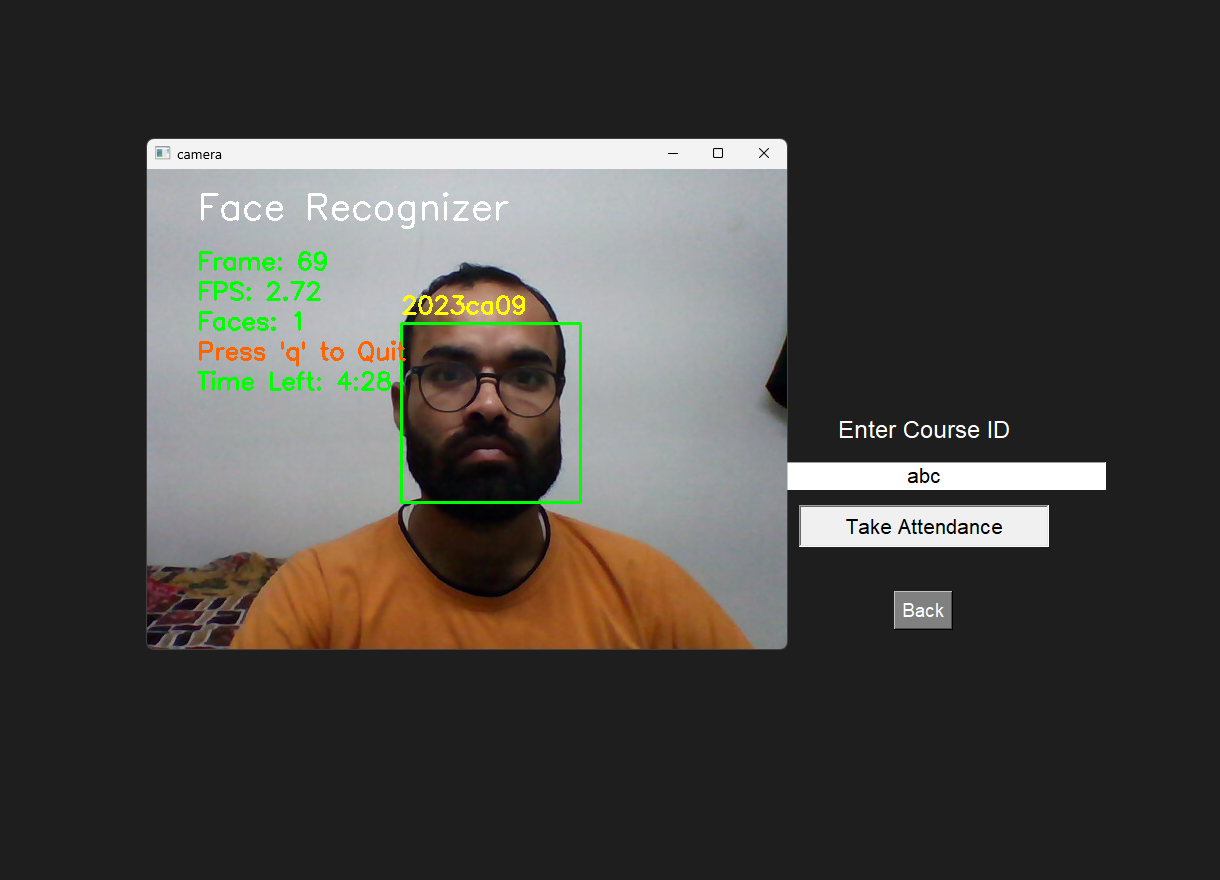 camera
Face Recognizer
Frame: 69
FPS: 2.72
Faces: 1
Press 'q' to Quit
Time Left: 4:28
2023ca09
Enter Course ID
abc
Take Attendance
Back